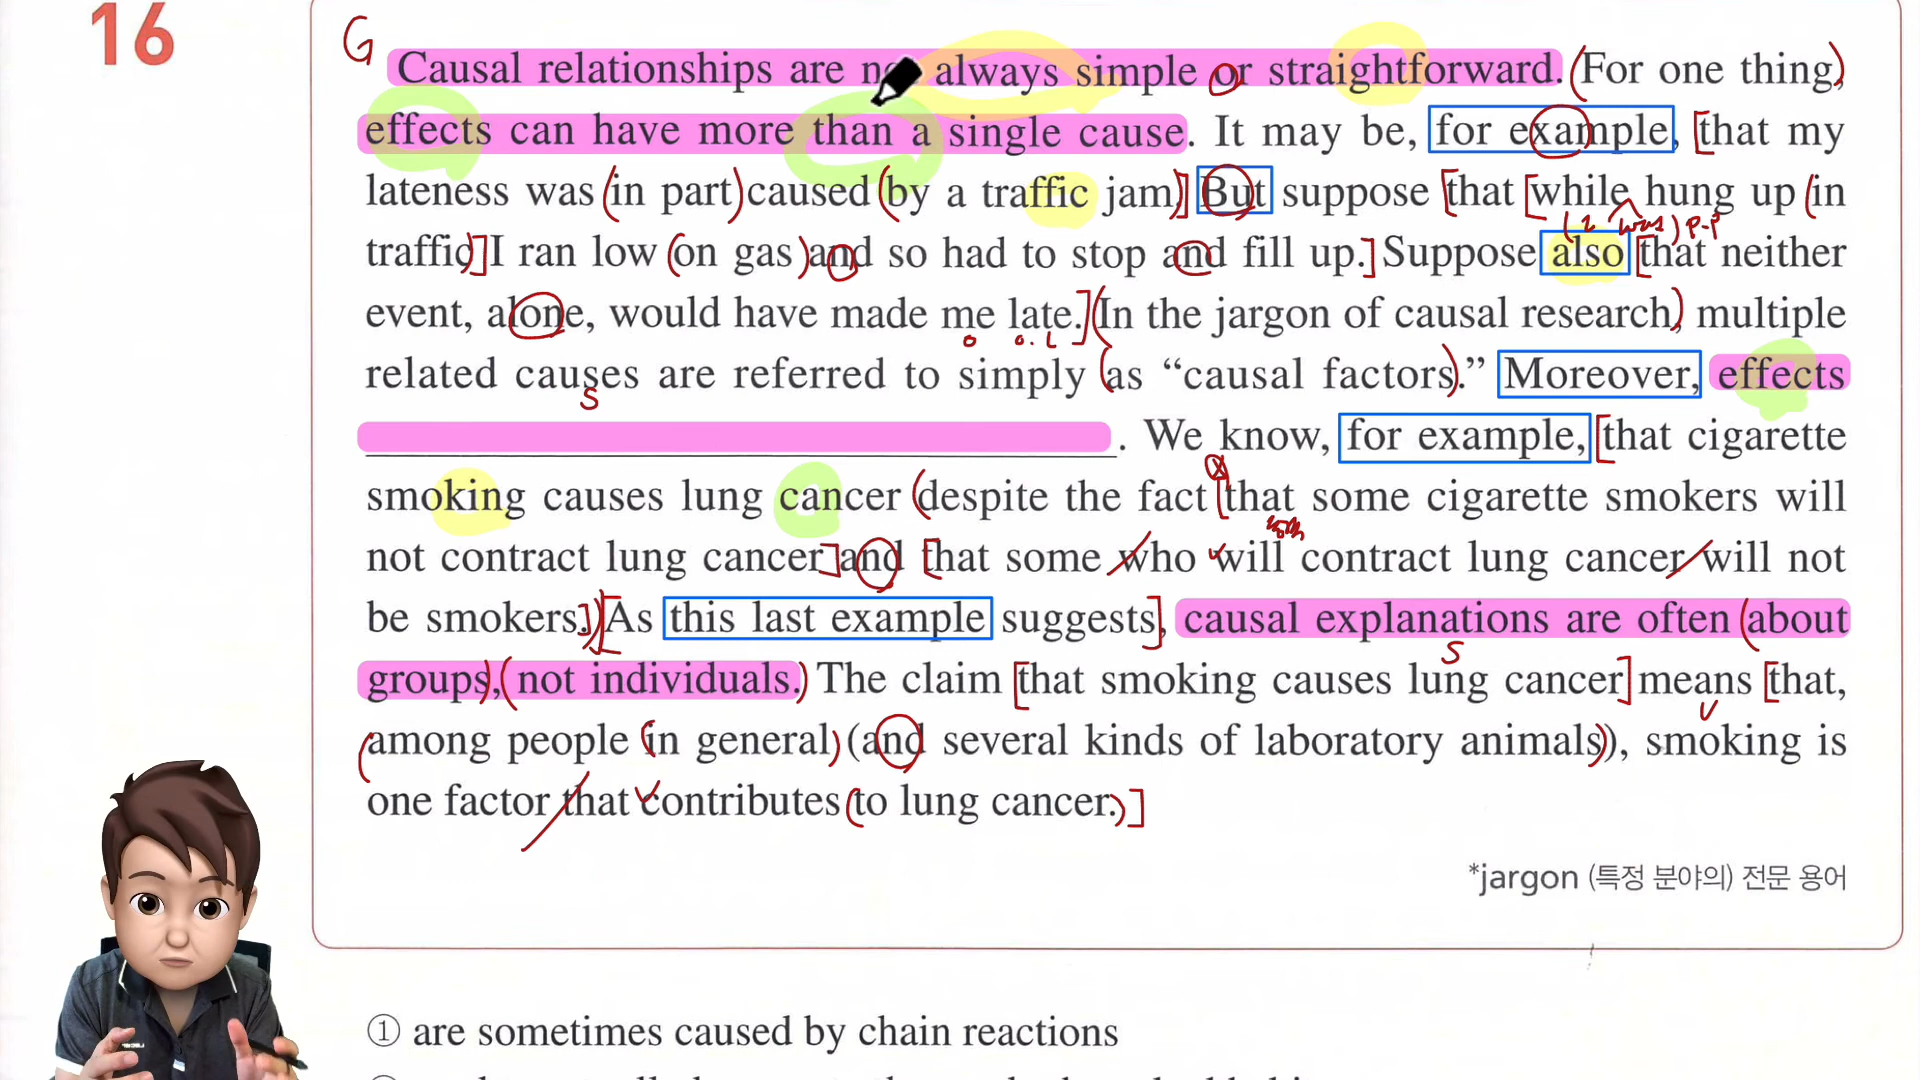 16
G
Causal relationships are always simple or straightforward. (For one thing,)
effects can have more than a single cause. It may be, for example, [that my
lateness was (in part) caused (by a traffic jam.)] But suppose [that [while hung up (in
was) p.p
traffic)] I ran low (on gas) and so had to stop and fill up.] Suppose also [that neither
event, alone, would have made me late.] (In the jargon of causal research,) multiple
o o.c
related causes are referred to simply (as “causal factors).” Moreover, effects
S
. We know, for example, [that cigarette
smoking causes lung cancer (despite the fact [that some cigarette smokers will
not contract lung cancer] and [that some who will contract lung cancer will not
be smokers.]) [As this last example suggests], causal explanations are often (about
groups), (not individuals.) The claim [that smoking causes lung cancer] means [that,
S
V
(among people (in general) (and several kinds of laboratory animals)), smoking is
one factor that contributes (to lung cancer.)]
*jargon (특정 분야의) 전문 용어
① are sometimes caused by chain reactions